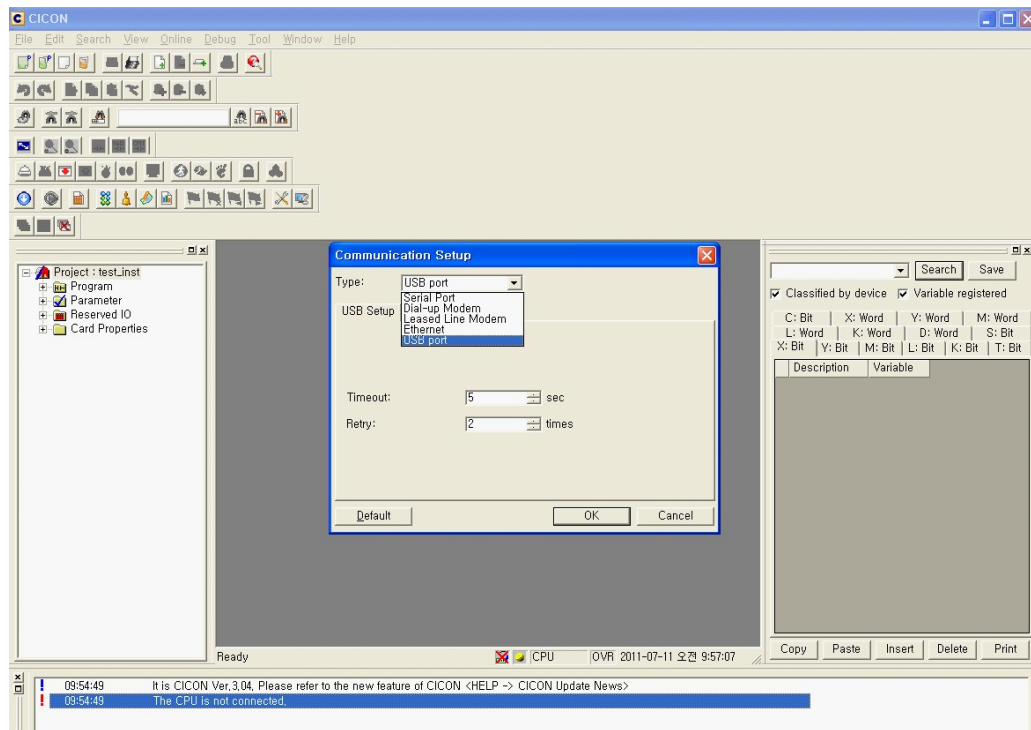 CICON
File Edit Search View Online Debug Tool Window Help
Project : test_inst
Program
Parameter
Reserved IO
Card Properties
Communication Setup
Type: USB port
Serial Port
Dial-up Modem
Leased Line Modem
Ethernet
USB port
USB Setup
Timeout: 5 sec
Retry: 2 times
Default OK Cancel
Search Save
Classified by device Variable registered
C: Bit X: Word Y: Word M: Word
L: Word K: Word D: Word S: Bit
X: Bit Y: Bit M: Bit L: Bit K: Bit T: Bit
Description Variable
Copy Paste Insert Delete Print
Ready CPU OVR 2011-07-11 오전 9:57:07
09:54:49 It is CICON Ver,3,04, Please refer to the new feature of CICON <HELP -> CICON Update News>
09:54:49 The CPU is not connected,